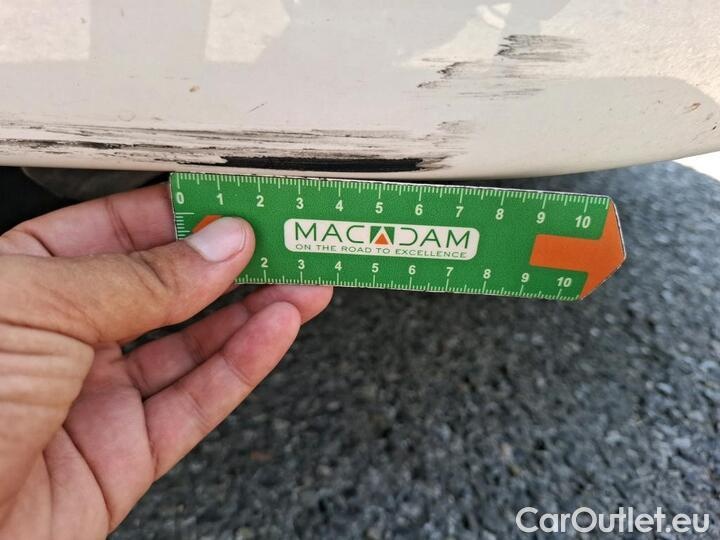 0 1 2 3 4 5 6 7 8 9 10
MACADAM
ON THE ROAD TO EXCELLENCE
2 3 4 5 6 7 8 9 10
CarOutlet.eu